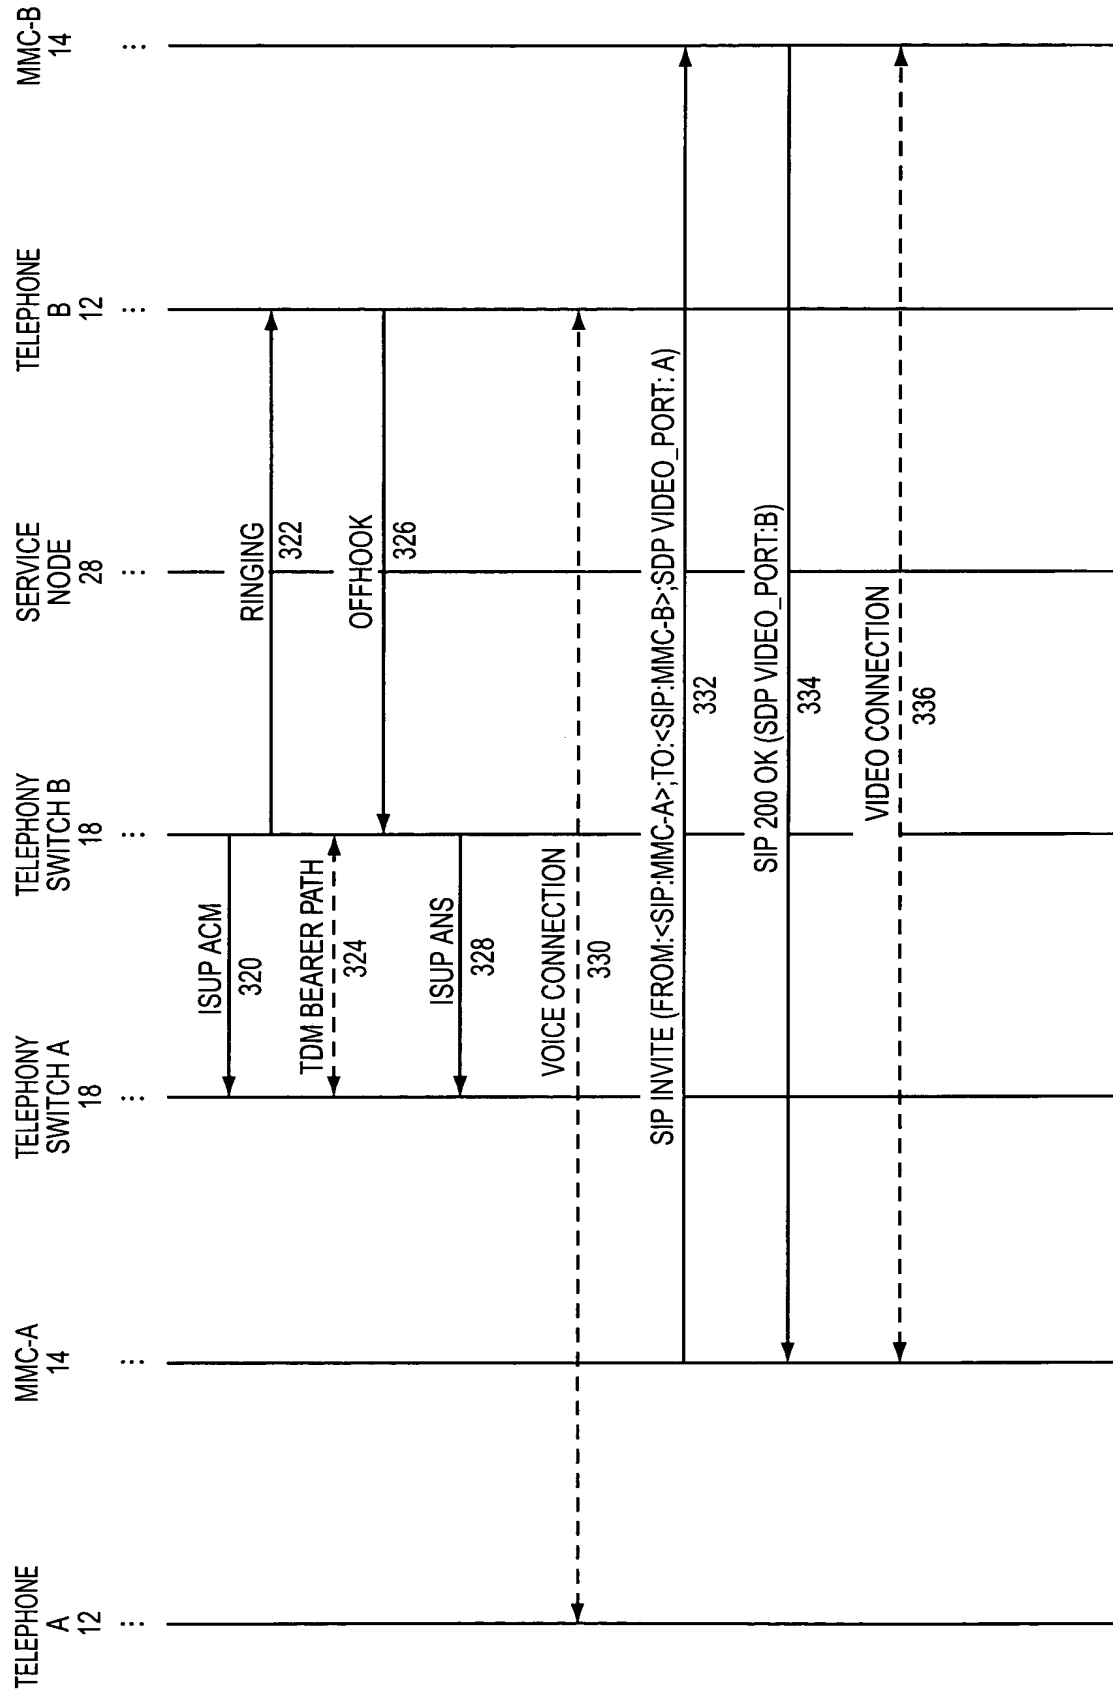 TELEPHONE
A
12
MMC-A
14
TELEPHONY
SWITCH A
18
TELEPHONY
SWITCH B
18
SERVICE
NODE
28
TELEPHONE
B
12
MMC-B
14
...
...
...
...
...
...
...
ISUP ACM
320
RINGING
322
TDM BEARER PATH
324
OFFHOOK
326
ISUP ANS
328
VOICE CONNECTION
330
SIP INVITE (FROM:<SIP:MMC-A>;TO:<SIP:MMC-B>;SDP VIDEO_PORT: A)
332
SIP 200 OK (SDP VIDEO_PORT:B)
334
VIDEO CONNECTION
336